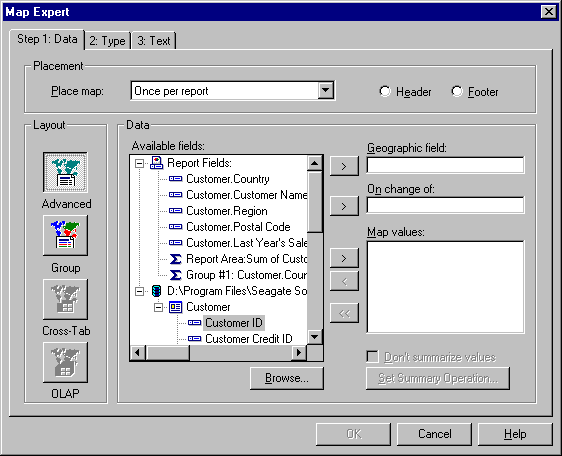 Map Expert
Step 1: Data 2: Type 3: Text
Placement
Place map: Once per report Header Footer
Layout
Data
Available fields:
Geographic field:
Report Fields:
>
Customer.Country
Customer.Customer Name
On change of:
Customer.Region
>
Advanced
Customer.Postal Code
Map values:
Customer.Last Year's Sale
Report Area:Sum of Custo
>
Group
Group #1: Customer.Cour
<
D:\Program Files\Seagate So
Customer
<<
Customer ID
Cross-Tab
Customer Credit ID
Don't summarize values
Browse...
Set Summary Operation...
OLAP
OK Cancel Help